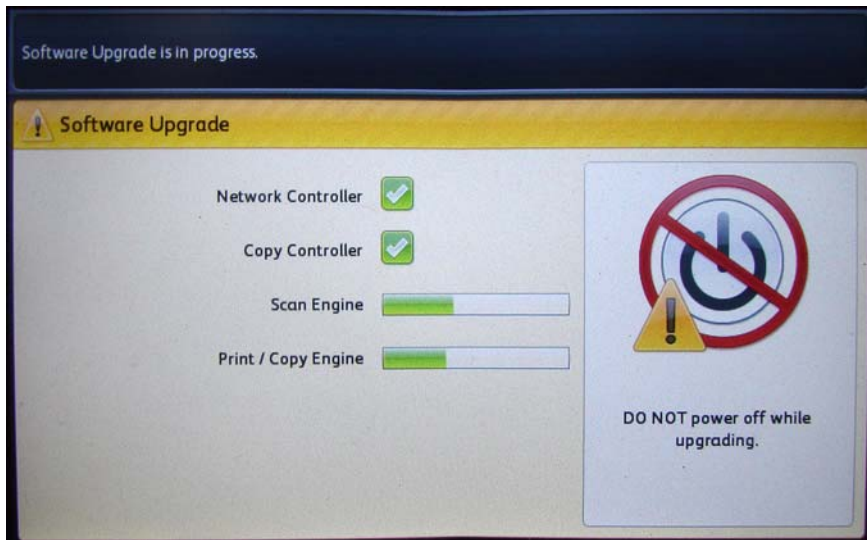 Software Upgrade is in progress.
Software Upgrade
Network Controller
Copy Controller
Scan Engine
Print / Copy Engine
DO NOT power off while
upgrading.